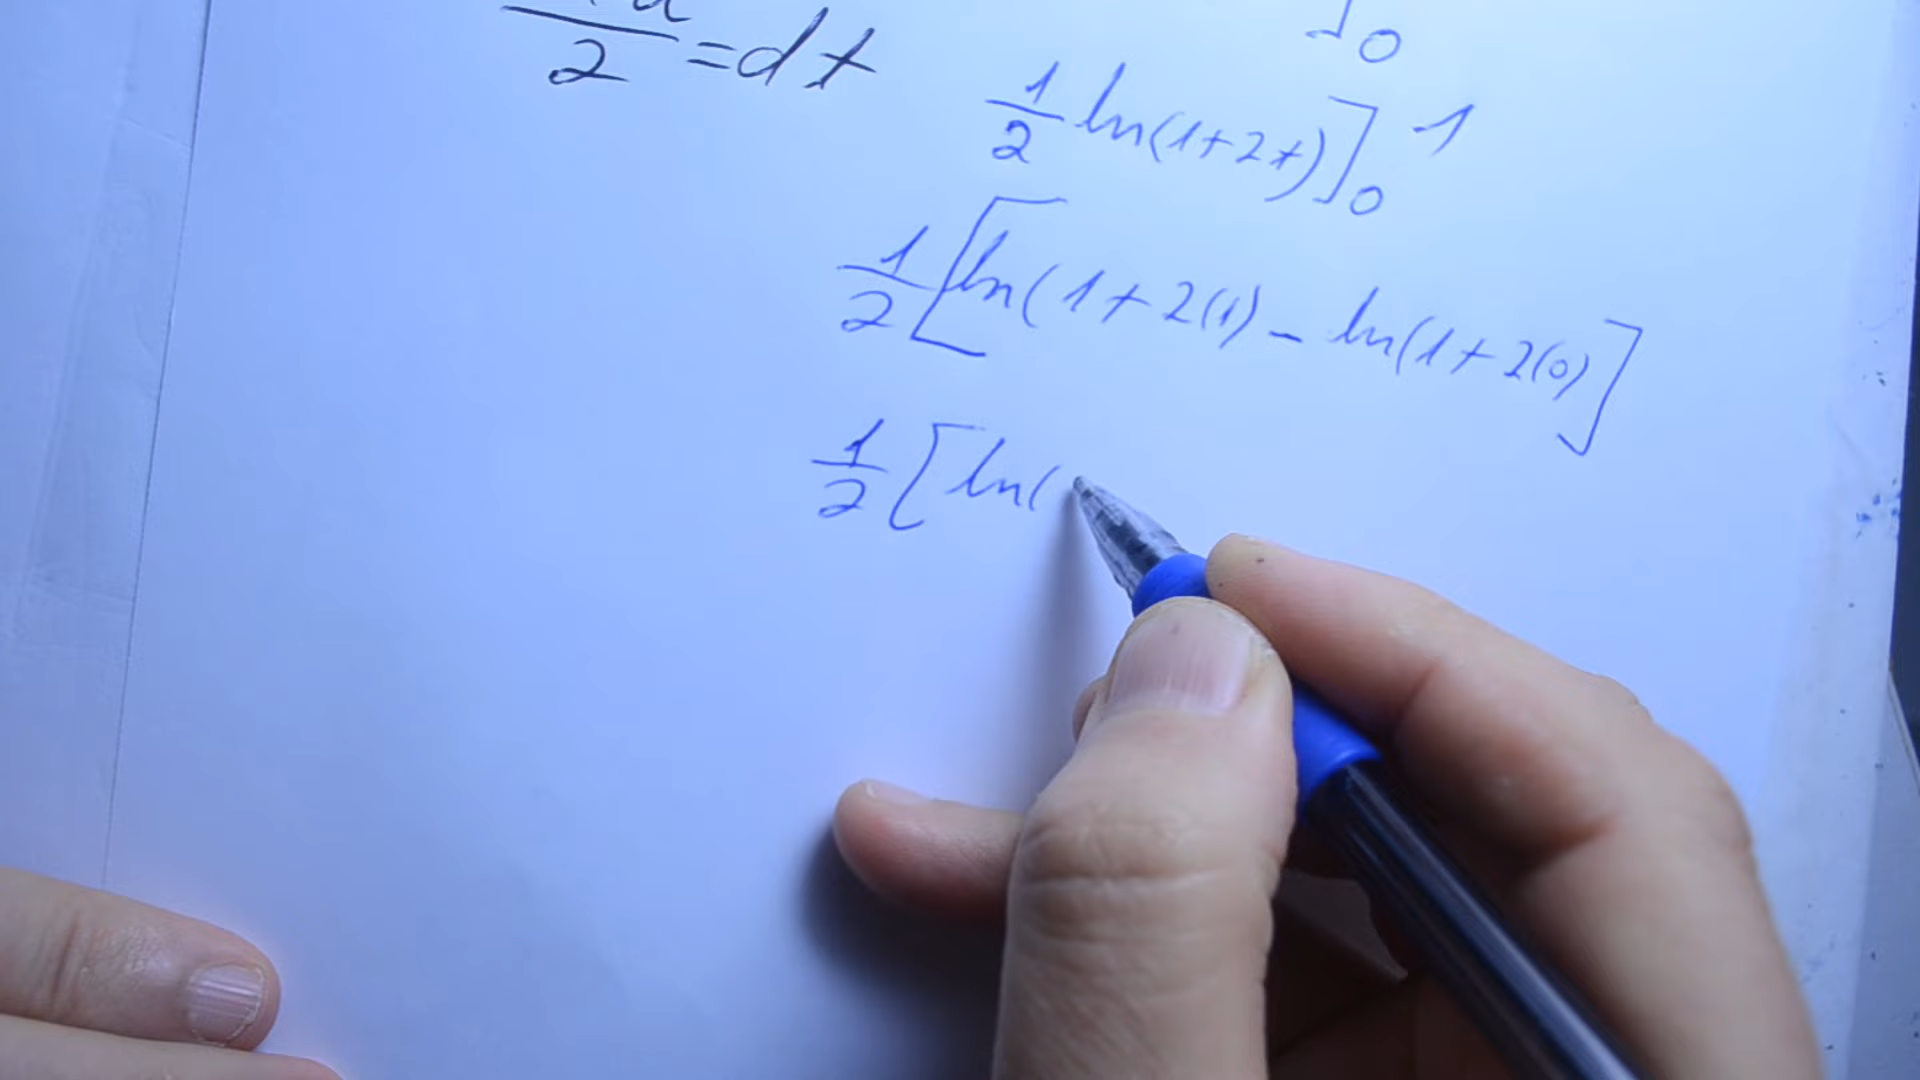 /2 = dt
]0
1/2 ln(1+2t)]0 1
1/2 [ln(1+2(1) - ln(1+2(0)]
1/2 [ln(